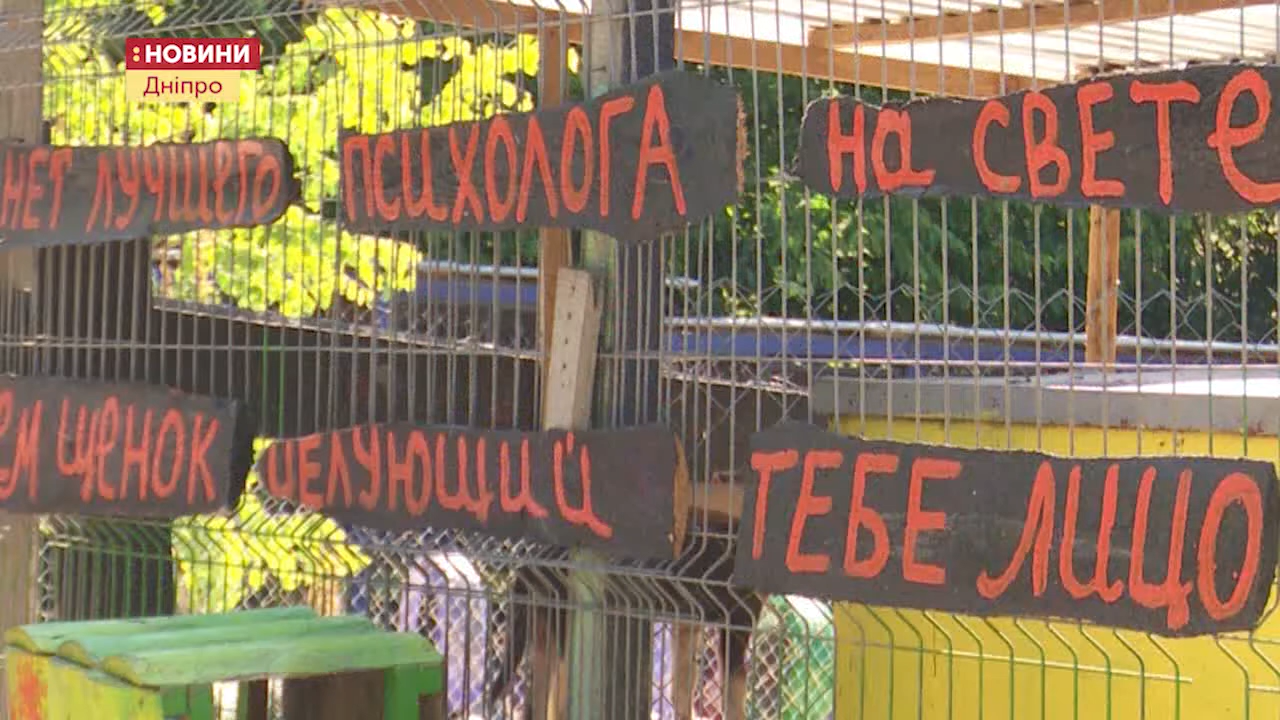 :НОВИНИ
Дніпро
НЕТ ЛУЧШЕГО ПСИХОЛОГА На СВЕТе
ЩЕНОК ЦЕЛУЮЩИЙ ТЕБЕ ЛИЦО